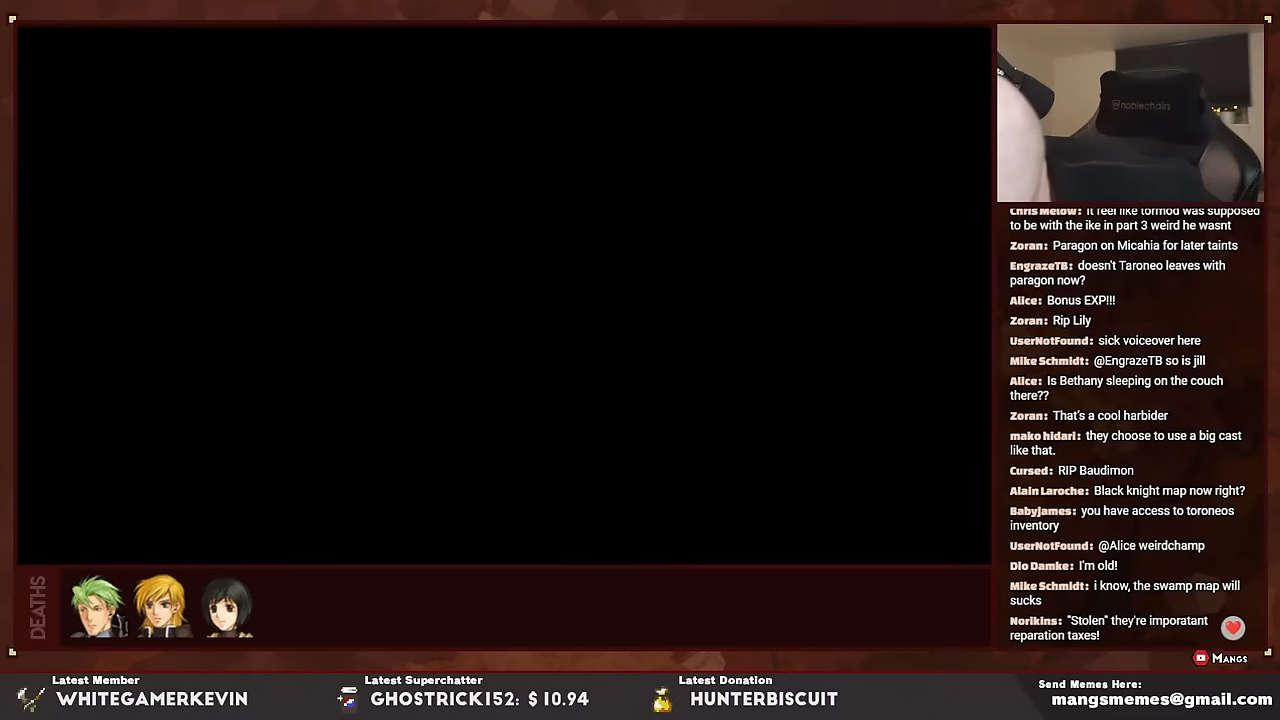 noblechairs
Chris Melow: it feel like tormod was supposed
to be with the ike in part 3 weird he wasnt
Zoran: Paragon on Micahia for later taints
EngrazeTB: doesn't Taroneo leaves with
paragon now?
Alice: Bonus EXP!!!
Zoran: Rip Lily
UserNotFound: sick voiceover here
Mike Schmidt: @EngrazeTB so is jill
Alice: Is Bethany sleeping on the couch
there??
Zoran: That's a cool harbider
mako hidari: they choose to use a big cast
like that.
Cursed: RIP Baudimon
Alain Laroche: Black knight map now right?
Babyjames: you have access to toroneos
inventory
UserNotFound: @Alice weirdchamp
Dio Damke: I'm old!
Mike Schmidt: i know, the swamp map will
sucks
Norikins: "Stolen" they're imporatant
reparation taxes!
DEATHS
Mangs
Latest Member
WHITEGAMERKEVIN
Latest Superchatter
GHOSTRICK152: $10.94
Latest Donation
HUNTERBISCUIT
Send Memes Here:
mangsmemes@gmail.com